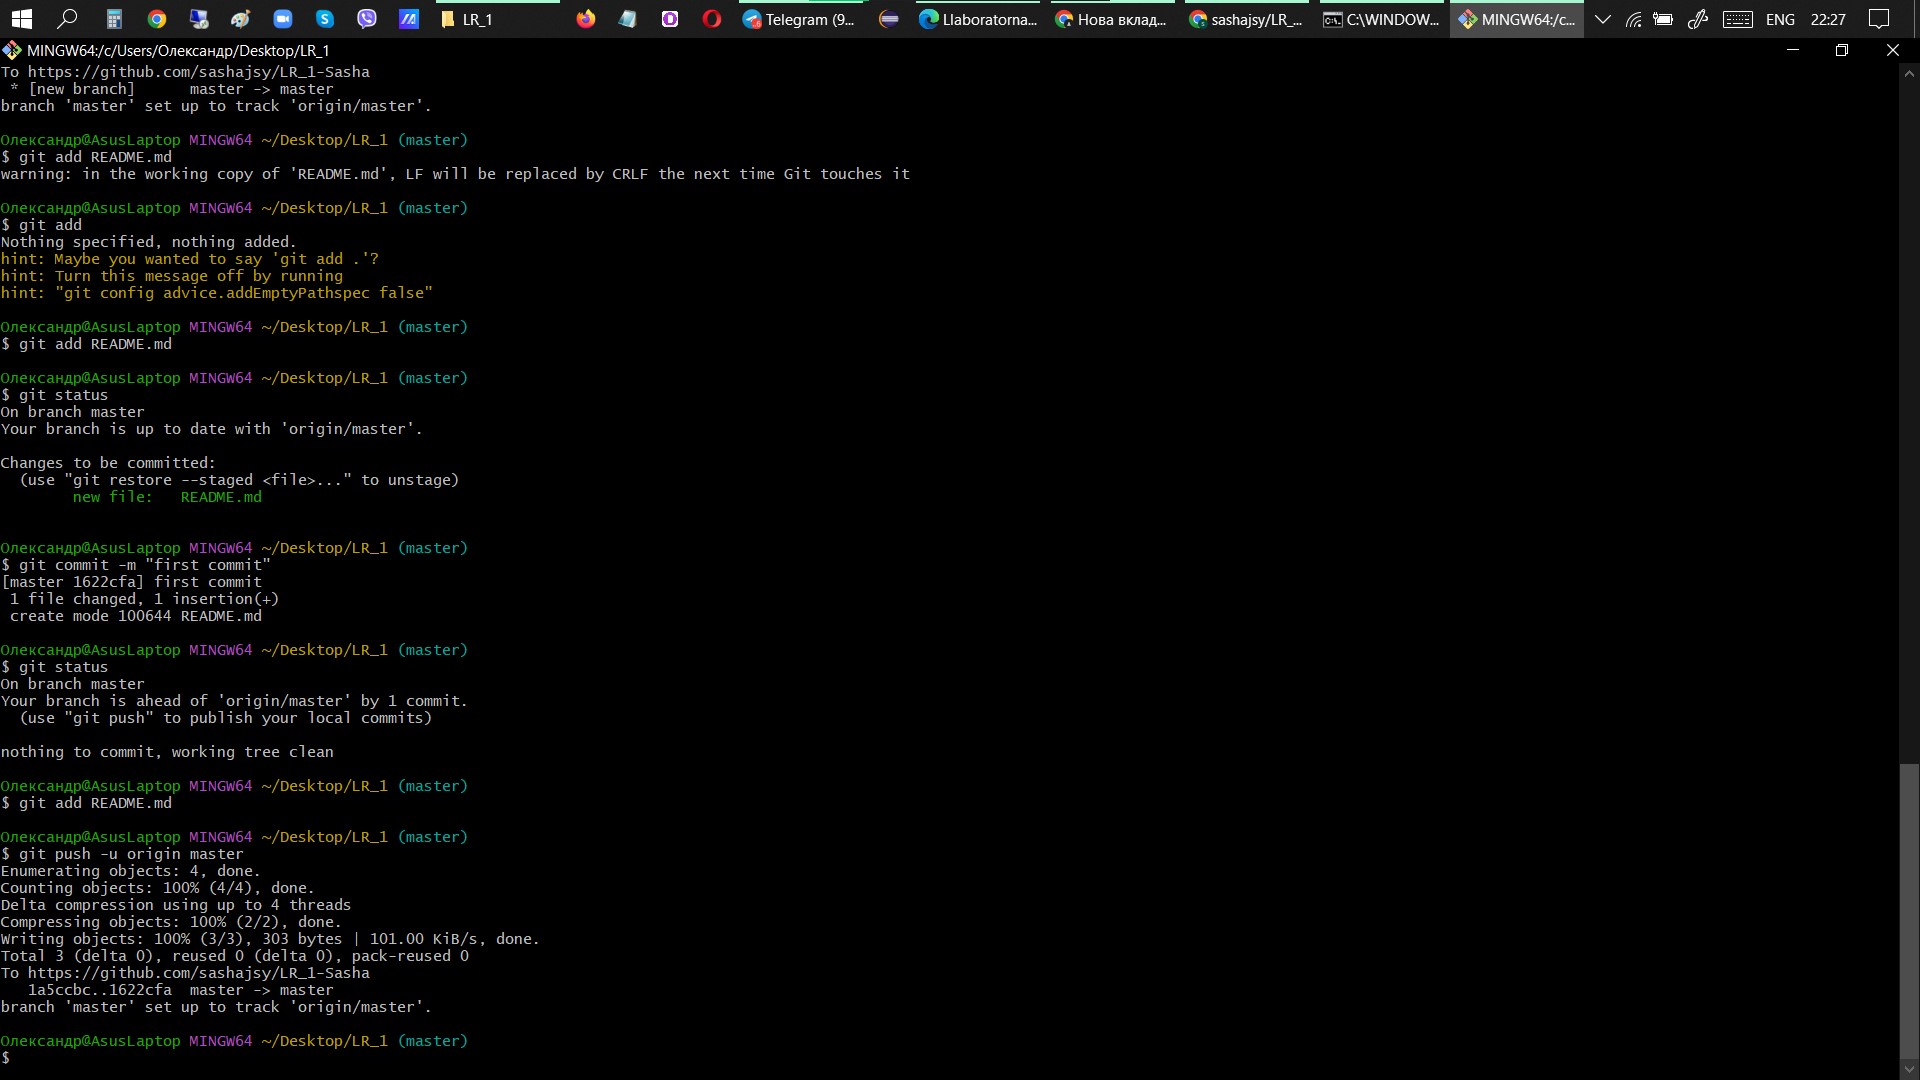 LR_1
Telegram (9...
Llaboratorna...
Нова вклад...
sashajsy/LR_...
C:\WINDOW...
MINGW64:/c...
ENG
22:27
MINGW64:/c/Users/Олександр/Desktop/LR_1
To https://github.com/sashajsy/LR_1-Sasha
 * [new branch]      master -> master
branch 'master' set up to track 'origin/master'.
Олександр@AsusLaptop MINGW64 ~/Desktop/LR_1 (master)
$ git add README.md
warning: in the working copy of 'README.md', LF will be replaced by CRLF the next time Git touches it
Олександр@AsusLaptop MINGW64 ~/Desktop/LR_1 (master)
$ git add
Nothing specified, nothing added.
hint: Maybe you wanted to say 'git add .'?
hint: Turn this message off by running
hint: "git config advice.addEmptyPathspec false"
Олександр@AsusLaptop MINGW64 ~/Desktop/LR_1 (master)
$ git add README.md
Олександр@AsusLaptop MINGW64 ~/Desktop/LR_1 (master)
$ git status
On branch master
Your branch is up to date with 'origin/master'.
Changes to be committed:
  (use "git restore --staged <file>..." to unstage)
        new file:   README.md
Олександр@AsusLaptop MINGW64 ~/Desktop/LR_1 (master)
$ git commit -m "first commit"
[master 1622cfa] first commit
 1 file changed, 1 insertion(+)
 create mode 100644 README.md
Олександр@AsusLaptop MINGW64 ~/Desktop/LR_1 (master)
$ git status
On branch master
Your branch is ahead of 'origin/master' by 1 commit.
  (use "git push" to publish your local commits)
nothing to commit, working tree clean
Олександр@AsusLaptop MINGW64 ~/Desktop/LR_1 (master)
$ git add README.md
Олександр@AsusLaptop MINGW64 ~/Desktop/LR_1 (master)
$ git push -u origin master
Enumerating objects: 4, done.
Counting objects: 100% (4/4), done.
Delta compression using up to 4 threads
Compressing objects: 100% (2/2), done.
Writing objects: 100% (3/3), 303 bytes | 101.00 KiB/s, done.
Total 3 (delta 0), reused 0 (delta 0), pack-reused 0
To https://github.com/sashajsy/LR_1-Sasha
   1a5ccbc..1622cfa  master -> master
branch 'master' set up to track 'origin/master'.
Олександр@AsusLaptop MINGW64 ~/Desktop/LR_1 (master)
$